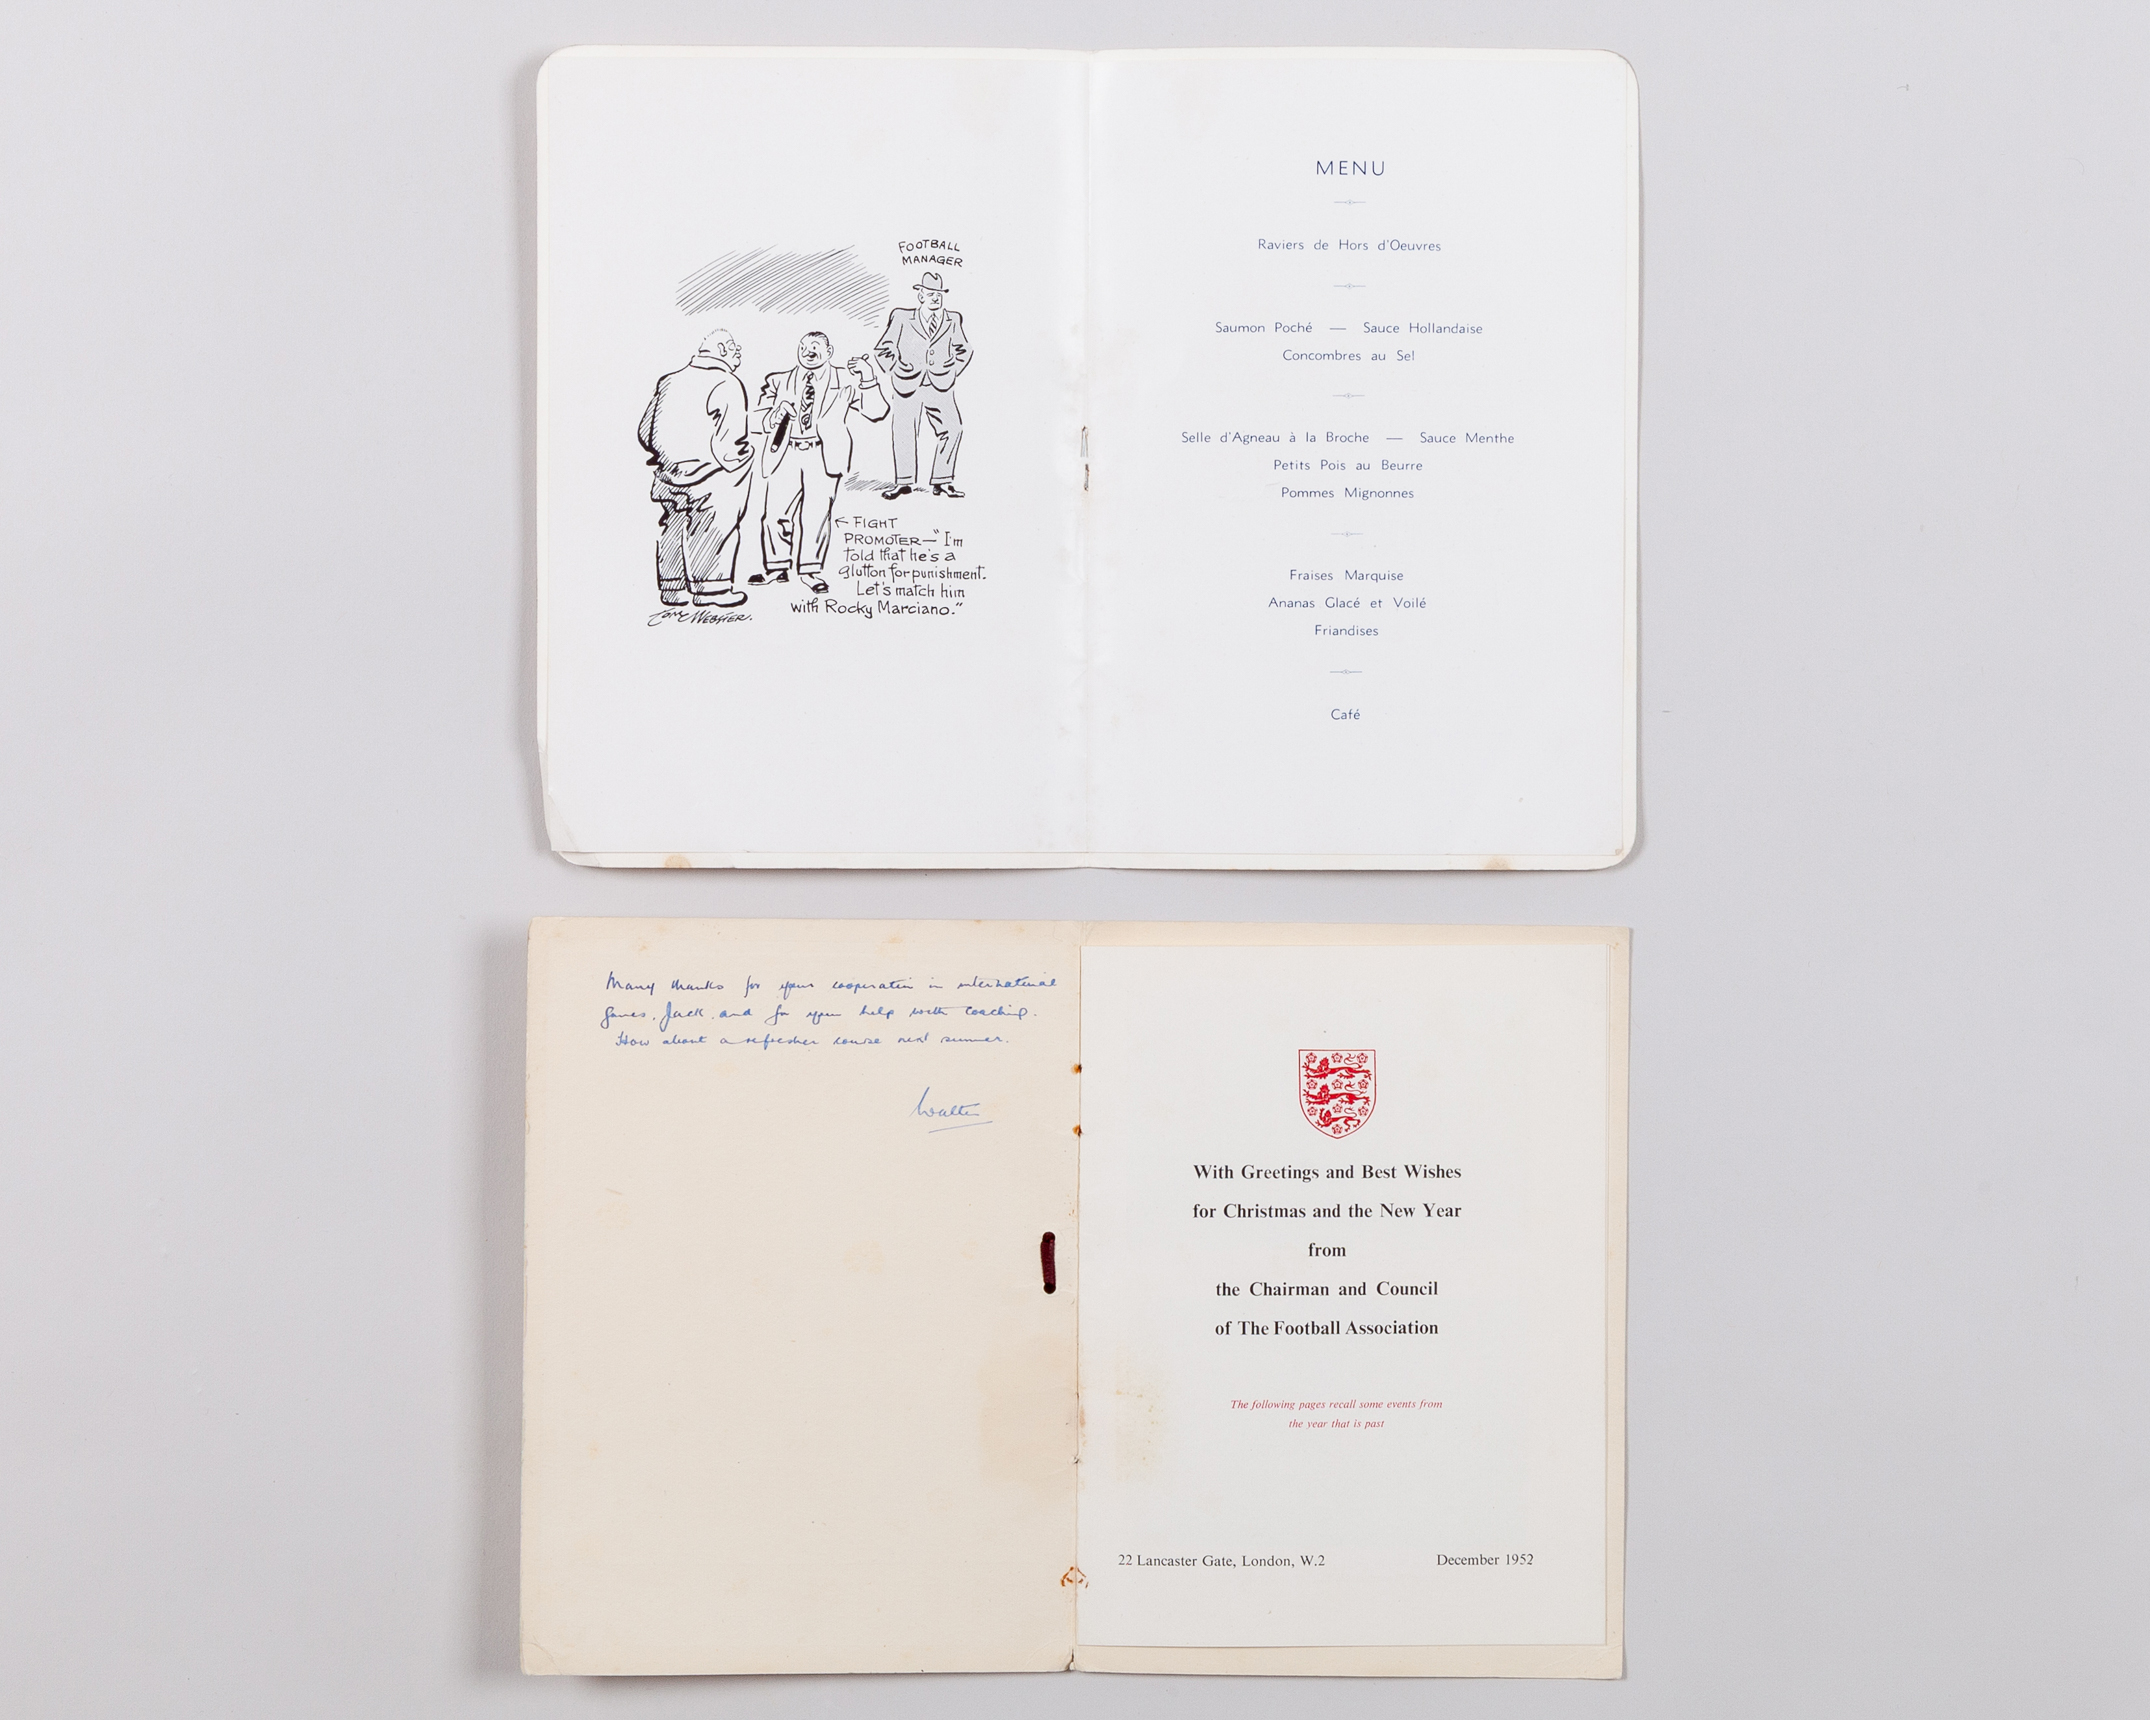 FOOTBALL
MANAGER
← FIGHT
PROMOTER—"I'm
told that he's a
glutton for punishment.
Let's match him
with Rocky Marciano."
Tom Webster.
MENU
Raviers de Hors d'Oeuvres
Saumon Poché — Sauce Hollandaise
Concombres au Sel
Selle d'Agneau à la Broche — Sauce Menthe
Petits Pois au Beurre
Pommes Mignonnes
Fraises Marquise
Ananas Glacé et Voilé
Friandises
Café
Many thanks for your cooperation in international
games, Jack, and for your help with coaching.
How about a refresher course next summer.
Walter
With Greetings and Best Wishes
for Christmas and the New Year
from
the Chairman and Council
of The Football Association
The following pages recall some events from
the year that is past
22 Lancaster Gate, London, W.2 December 1952